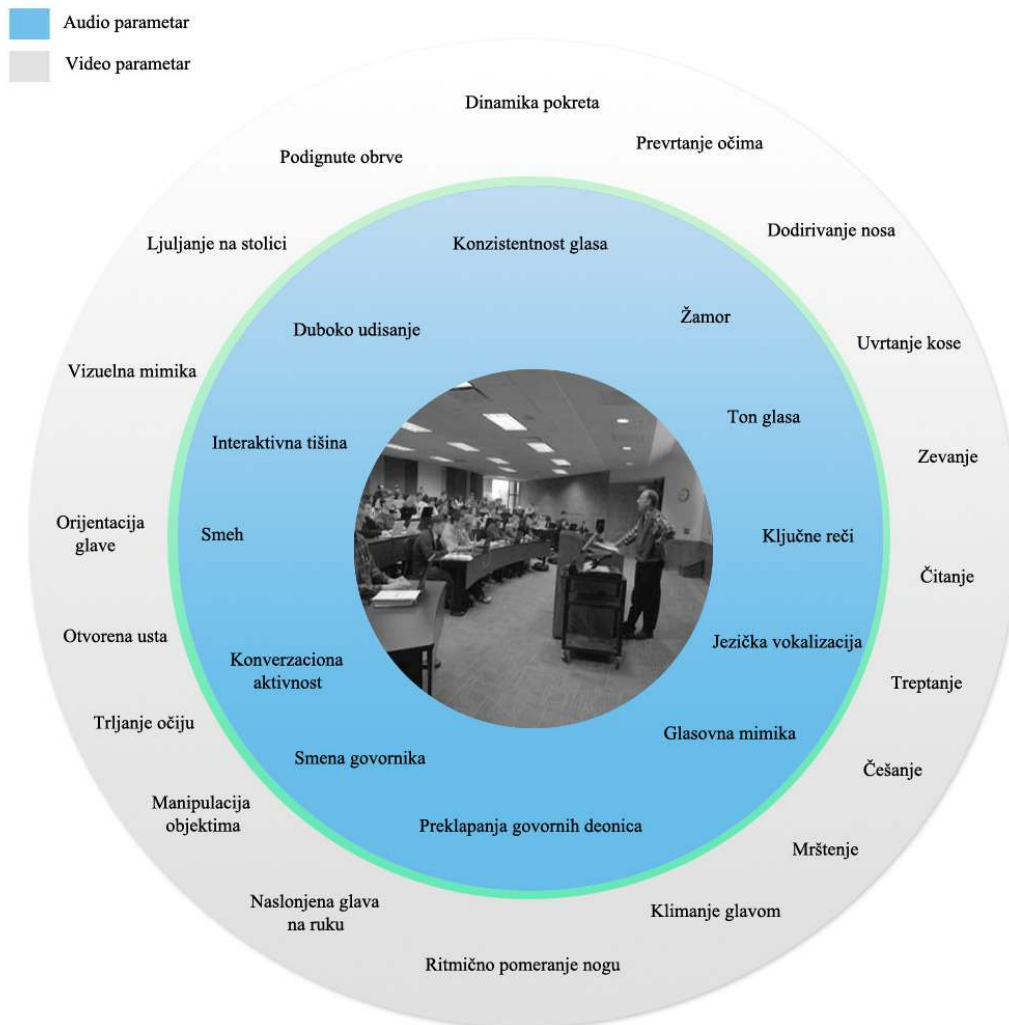 Audio parametar
Video parametar
Dinamika pokreta
Prevrtanje očima
Podignute obrve
Dodirivanje nosa
Ljuljanje na stolici
Konzistentnost glasa
Žamor
Duboko udisanje
Uvrtanje kose
Vizuelna mimika
Ton glasa
Interaktivna tišina
Zevanje
Orijentacija
glave
Smeh
Ključne reči
Čitanje
Otvorena usta
Jezička vokalizacija
Konverzaciona
aktivnost
Treptanje
Trljanje očiju
Glasovna mimika
Smena govornika
Češanje
Manipulacija
objektima
Preklapanja govornih deonica
Mrštenje
Naslonjena glava
na ruku
Klimanje glavom
Ritmično pomeranje nogu